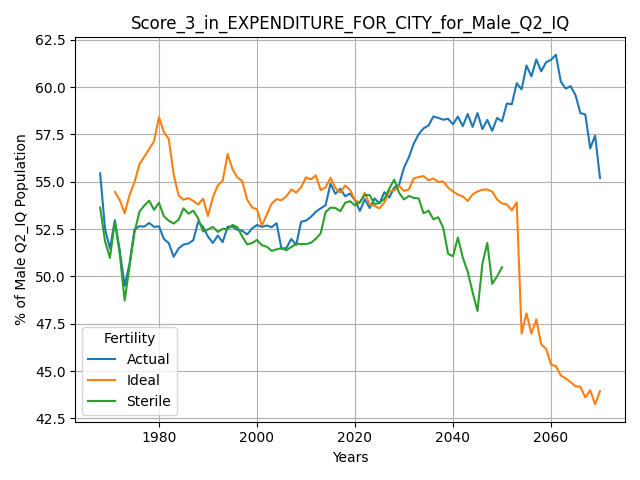 Score_3_in_EXPENDITURE_FOR_CITY_for_Male_Q2_IQ
% of Male Q2_IQ Population
62.5
60.0
57.5
55.0
52.5
50.0
47.5
45.0
42.5
Fertility
Actual
Ideal
Sterile
1980 2000 2020 2040 2060
Years